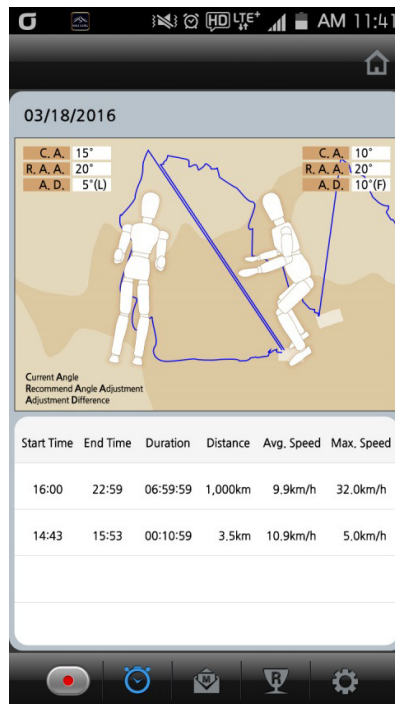 HD LTE+ AM 11:41
03/18/2016
C. A. 15°
R. A. A. 20°
A. D. 5°(L)
C. A. 10°
R. A. A. 20°
A. D. 10°(F)
Current Angle
Recommend Angle Adjustment
Adjustment Difference
Start Time End Time Duration Distance Avg. Speed Max. Speed
16:00 22:59 06:59:59 1,000km 9.9km/h 32.0km/h
14:43 15:53 00:10:59 3.5km 10.9km/h 5.0km/h
M R